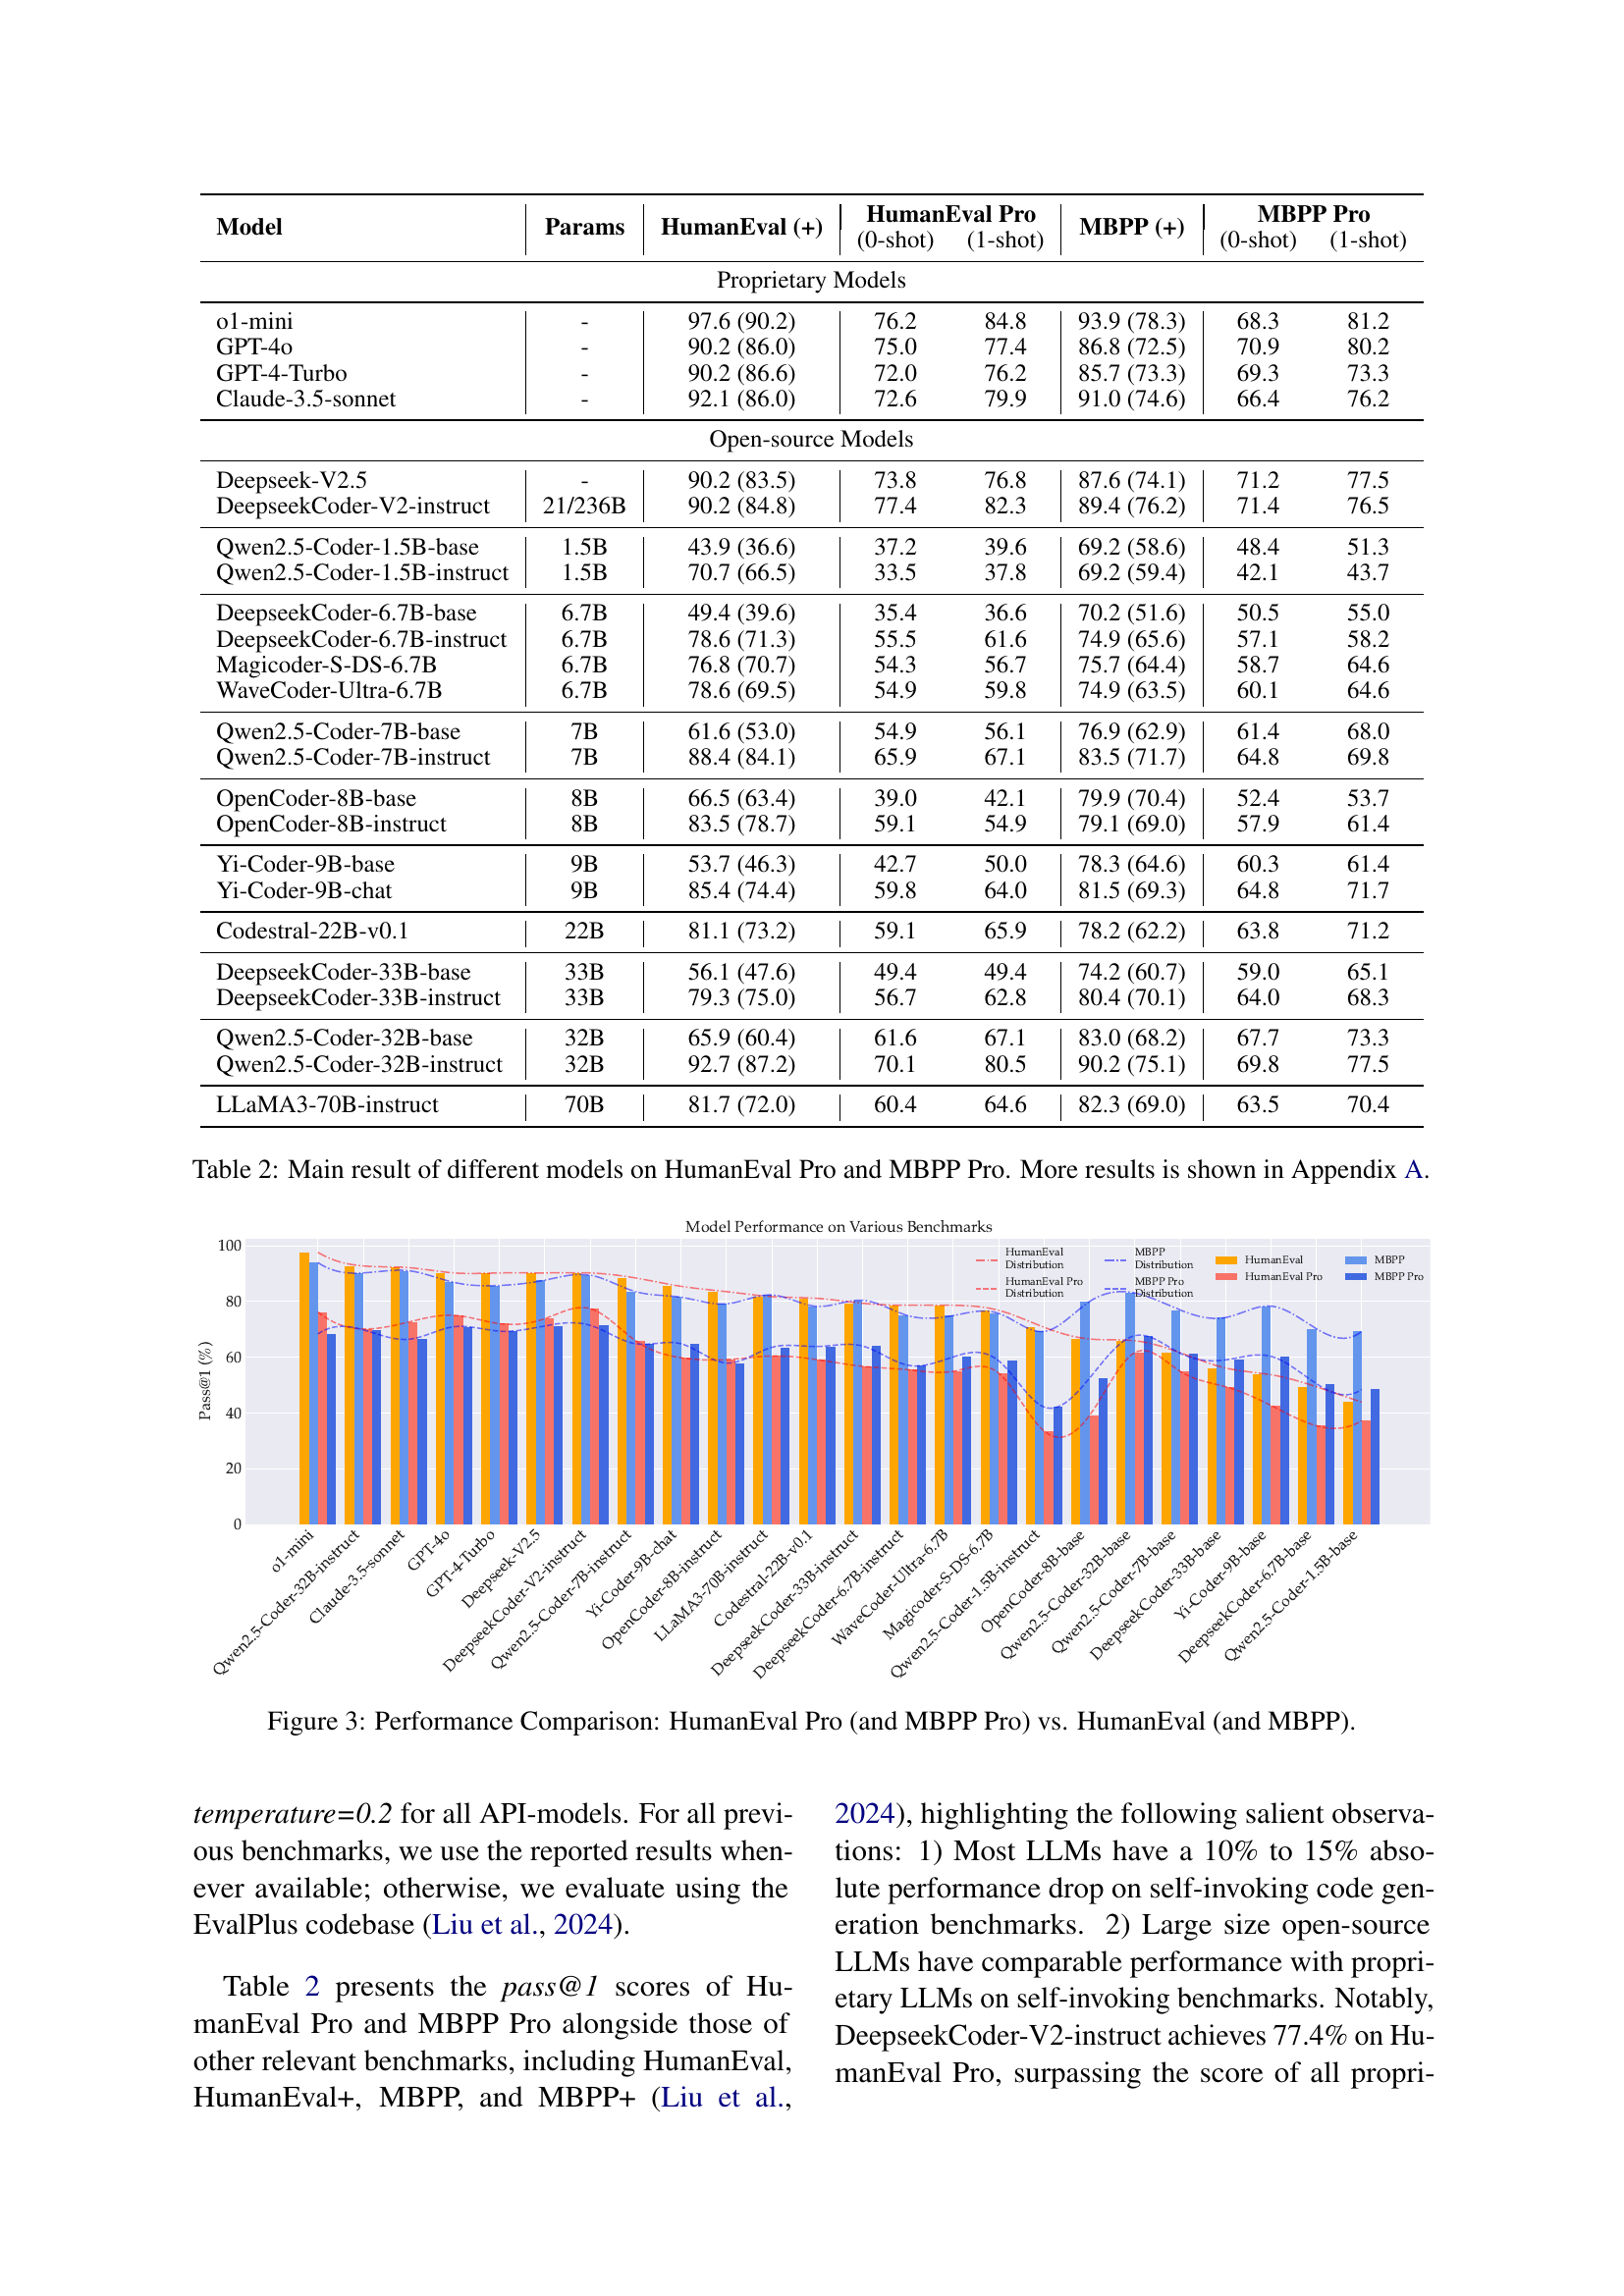 Model Params HumanEval (+) HumanEval Pro MBPP (+) MBPP Pro
(0-shot) (1-shot) (0-shot) (1-shot)
Proprietary Models
o1-mini - 97.6 (90.2) 76.2 84.8 93.9 (78.3) 68.3 81.2
GPT-4o - 90.2 (86.0) 75.0 77.4 86.8 (72.5) 70.9 80.2
GPT-4-Turbo - 90.2 (86.6) 72.0 76.2 85.7 (73.3) 69.3 73.3
Claude-3.5-sonnet - 92.1 (86.0) 72.6 79.9 91.0 (74.6) 66.4 76.2
Open-source Models
Deepseek-V2.5 - 90.2 (83.5) 73.8 76.8 87.6 (74.1) 71.2 77.5
DeepseekCoder-V2-instruct 21/236B 90.2 (84.8) 77.4 82.3 89.4 (76.2) 71.4 76.5
Qwen2.5-Coder-1.5B-base 1.5B 43.9 (36.6) 37.2 39.6 69.2 (58.6) 48.4 51.3
Qwen2.5-Coder-1.5B-instruct 1.5B 70.7 (66.5) 33.5 37.8 69.2 (59.4) 42.1 43.7
DeepseekCoder-6.7B-base 6.7B 49.4 (39.6) 35.4 36.6 70.2 (51.6) 50.5 55.0
DeepseekCoder-6.7B-instruct 6.7B 78.6 (71.3) 55.5 61.6 74.9 (65.6) 57.1 58.2
Magicoder-S-DS-6.7B 6.7B 76.8 (70.7) 54.3 56.7 75.7 (64.4) 58.7 64.6
WaveCoder-Ultra-6.7B 6.7B 78.6 (69.5) 54.9 59.8 74.9 (63.5) 60.1 64.6
Qwen2.5-Coder-7B-base 7B 61.6 (53.0) 54.9 56.1 76.9 (62.9) 61.4 68.0
Qwen2.5-Coder-7B-instruct 7B 88.4 (84.1) 65.9 67.1 83.5 (71.7) 64.8 69.8
OpenCoder-8B-base 8B 66.5 (63.4) 39.0 42.1 79.9 (70.4) 52.4 53.7
OpenCoder-8B-instruct 8B 83.5 (78.7) 59.1 54.9 79.1 (69.0) 57.9 61.4
Yi-Coder-9B-base 9B 53.7 (46.3) 42.7 50.0 78.3 (64.6) 60.3 61.4
Yi-Coder-9B-chat 9B 85.4 (74.4) 59.8 64.0 81.5 (69.3) 64.8 71.7
Codestral-22B-v0.1 22B 81.1 (73.2) 59.1 65.9 78.2 (62.2) 63.8 71.2
DeepseekCoder-33B-base 33B 56.1 (47.6) 49.4 49.4 74.2 (60.7) 59.0 65.1
DeepseekCoder-33B-instruct 33B 79.3 (75.0) 56.7 62.8 80.4 (70.1) 64.0 68.3
Qwen2.5-Coder-32B-base 32B 65.9 (60.4) 61.6 67.1 83.0 (68.2) 67.7 73.3
Qwen2.5-Coder-32B-instruct 32B 92.7 (87.2) 70.1 80.5 90.2 (75.1) 69.8 77.5
LLaMA3-70B-instruct 70B 81.7 (72.0) 60.4 64.6 82.3 (69.0) 63.5 70.4
Table 2: Main result of different models on HumanEval Pro and MBPP Pro. More results is shown in Appendix A.
Model Performance on Various Benchmarks
Pass@1 (%)
100
80
60
40
20
0
HumanEval Distribution
HumanEval Pro Distribution
MBPP Distribution
MBPP Pro Distribution
HumanEval
HumanEval Pro
MBPP
MBPP Pro
o1-mini
Qwen2.5-Coder-32B-instruct
Claude-3.5-sonnet
GPT-4o
GPT-4-Turbo
Deepseek-V2.5
DeepseekCoder-V2-instruct
Qwen2.5-Coder-7B-instruct
Yi-Coder-9B-chat
OpenCoder-8B-instruct
LLaMA3-70B-instruct
Codestral-22B-v0.1
DeepseekCoder-33B-instruct
DeepseekCoder-6.7B-instruct
WaveCoder-Ultra-6.7B
Magicoder-S-DS-6.7B
Qwen2.5-Coder-1.5B-instruct
OpenCoder-8B-base
Qwen2.5-Coder-32B-base
Qwen2.5-Coder-7B-base
DeepseekCoder-33B-base
Yi-Coder-9B-base
DeepseekCoder-6.7B-base
Qwen2.5-Coder-1.5B-base
Figure 3: Performance Comparison: HumanEval Pro (and MBPP Pro) vs. HumanEval (and MBPP).
temperature=0.2 for all API-models. For all previ-
ous benchmarks, we use the reported results when-
ever available; otherwise, we evaluate using the
EvalPlus codebase (Liu et al., 2024).
Table 2 presents the pass@1 scores of Hu-
manEval Pro and MBPP Pro alongside those of
other relevant benchmarks, including HumanEval,
HumanEval+, MBPP, and MBPP+ (Liu et al.,
2024), highlighting the following salient observa-
tions: 1) Most LLMs have a 10% to 15% abso-
lute performance drop on self-invoking code gen-
eration benchmarks. 2) Large size open-source
LLMs have comparable performance with propri-
etary LLMs on self-invoking benchmarks. Notably,
DeepseekCoder-V2-instruct achieves 77.4% on Hu-
manEval Pro, surpassing the score of all propri-